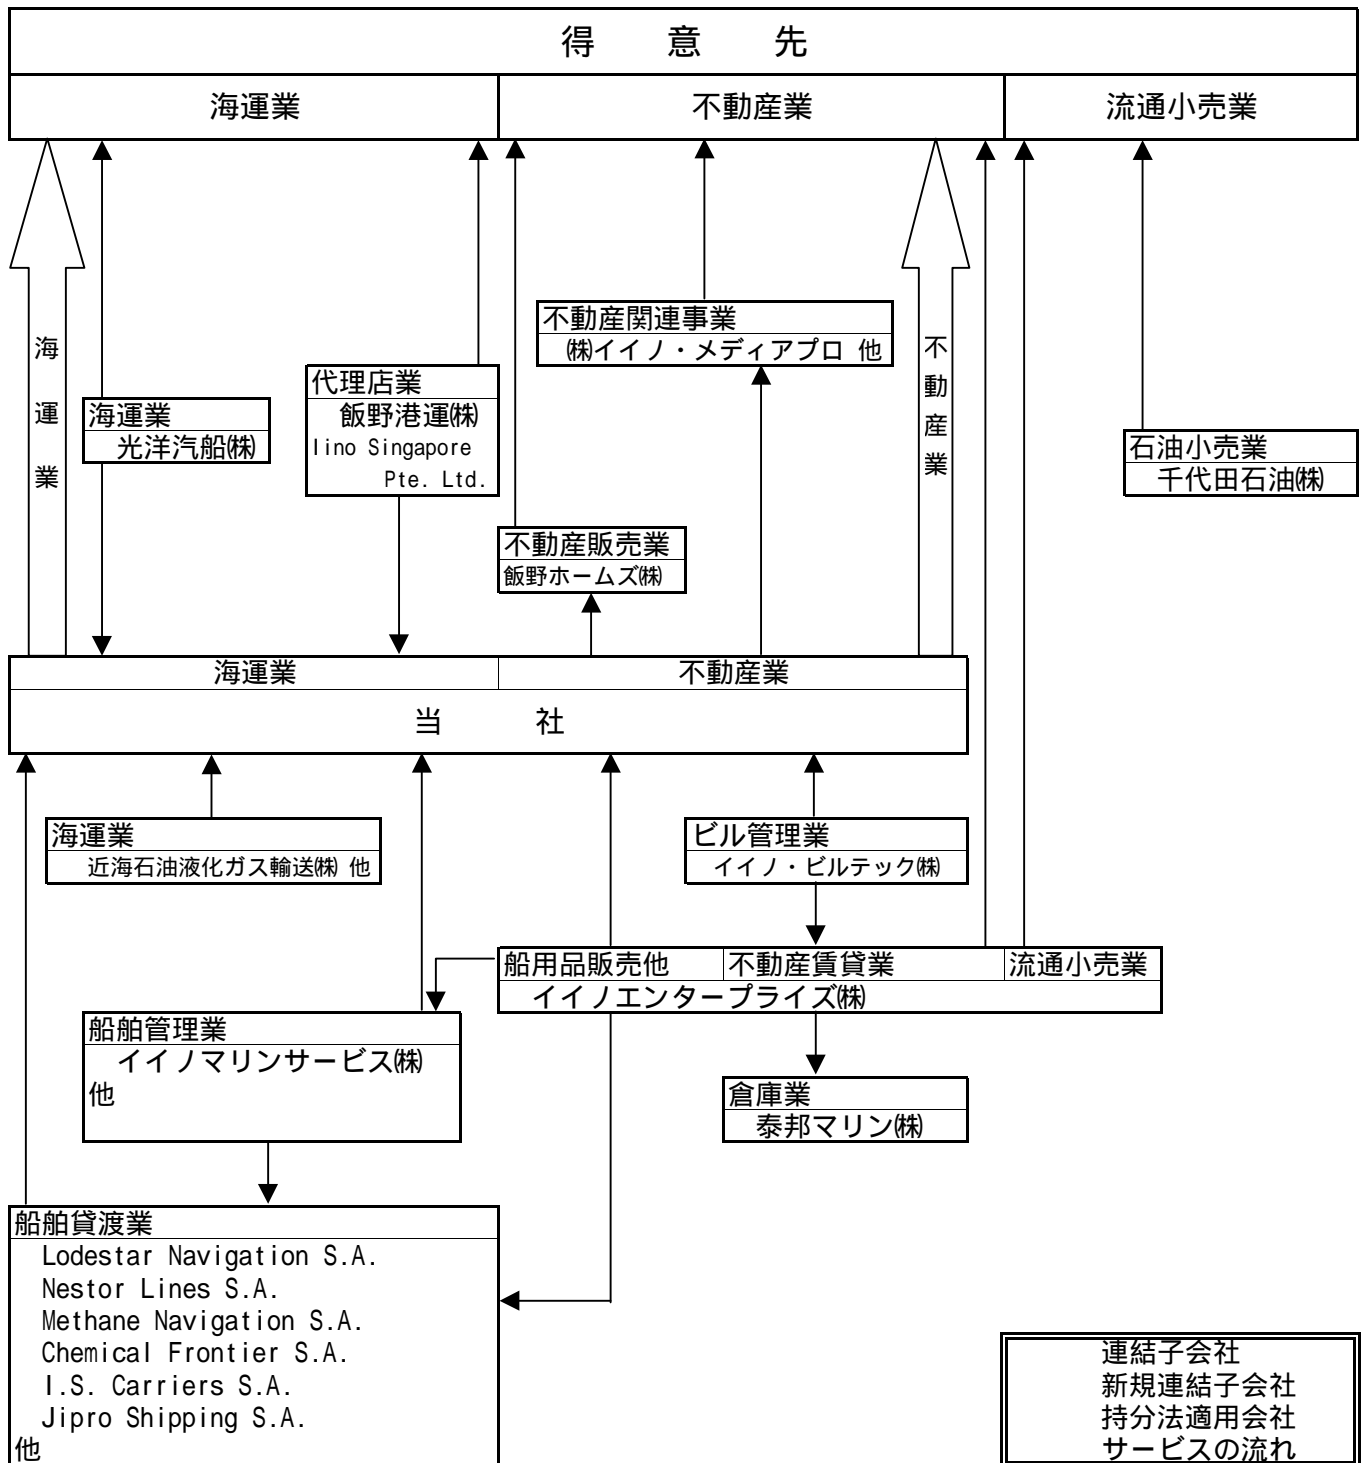 得意先
海運業 不動産業 流通小売業
海運業
不動産業
不動産関連事業
㈱イイノ・メディアプロ 他
代理店業
飯野港運㈱
Iino Singapore
Pte. Ltd.
海運業
光洋汽船㈱
石油小売業
千代田石油㈱
不動産販売業
飯野ホームズ㈱
海運業 不動産業
当社
海運業
近海石油液化ガス輸送㈱ 他
ビル管理業
イイノ・ビルテック㈱
船用品販売他 不動産賃貸業 流通小売業
イイノエンタープライズ㈱
船舶管理業
イイノマリンサービス㈱
他
倉庫業
泰邦マリン㈱
船舶貸渡業
Lodestar Navigation S.A.
Nestor Lines S.A.
Methane Navigation S.A.
Chemical Frontier S.A.
I.S. Carriers S.A.
Jipro Shipping S.A.
他
連結子会社
新規連結子会社
持分法適用会社
サービスの流れ